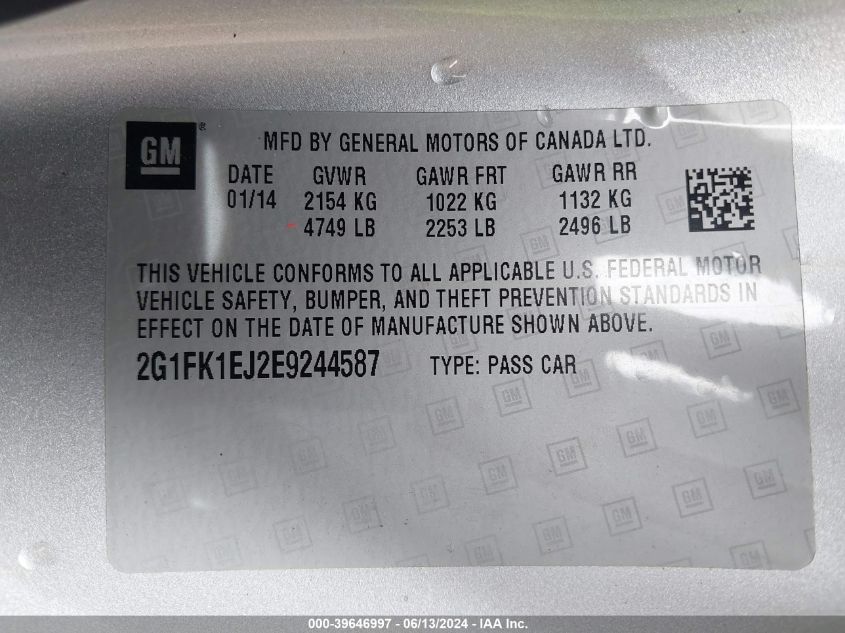 GM®
MFD BY GENERAL MOTORS OF CANADA LTD.
DATE GVWR GAWR FRT GAWR RR
01/14 2154 KG 1022 KG 1132 KG
4749 LB 2253 LB 2496 LB
THIS VEHICLE CONFORMS TO ALL APPLICABLE U.S. FEDERAL MOTOR
VEHICLE SAFETY, BUMPER, AND THEFT PREVENTION STANDARDS IN
EFFECT ON THE DATE OF MANUFACTURE SHOWN ABOVE.
2G1FK1EJ2E9244587 TYPE: PASS CAR
000-39646997 - 06/13/2024 - IAA Inc.